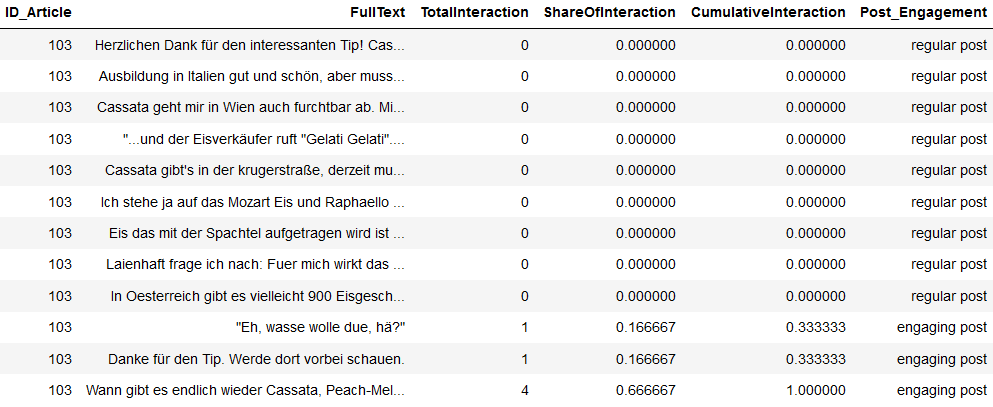 ID_Article FullText TotalInteraction ShareOfInteraction CumulativeInteraction Post_Engagement
103 Herzlichen Dank für den interessanten Tip! Cas... 0 0.000000 0.000000 regular post
103 Ausbildung in Italien gut und schön, aber muss... 0 0.000000 0.000000 regular post
103 Cassata geht mir in Wien auch furchtbar ab. Mi... 0 0.000000 0.000000 regular post
103 "...und der Eisverkäufer ruft "Gelati Gelati".... 0 0.000000 0.000000 regular post
103 Cassata gibt's in der krugerstraße, derzeit mu... 0 0.000000 0.000000 regular post
103 Ich stehe ja auf das Mozart Eis und Raphaello ... 0 0.000000 0.000000 regular post
103 Eis das mit der Spachtel aufgetragen wird ist ... 0 0.000000 0.000000 regular post
103 Laienhaft frage ich nach: Fuer mich wirkt das ... 0 0.000000 0.000000 regular post
103 In Oesterreich gibt es vielleicht 900 Eisgesch... 0 0.000000 0.000000 regular post
103 "Eh, wasse wolle due, hä?" 1 0.166667 0.333333 engaging post
103 Danke für den Tip. Werde dort vorbei schauen. 1 0.166667 0.333333 engaging post
103 Wann gibt es endlich wieder Cassata, Peach-Mel... 4 0.666667 1.000000 engaging post